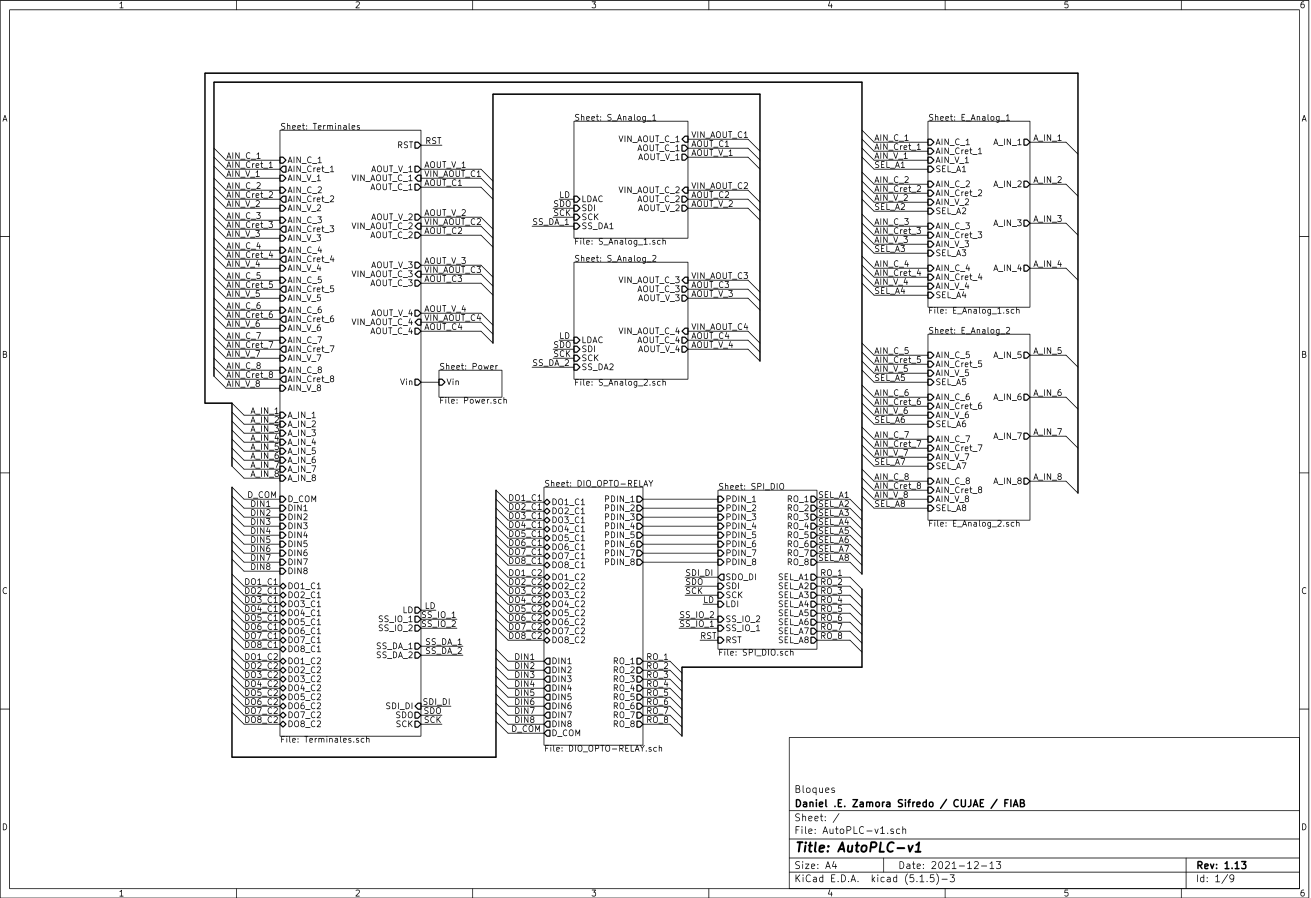 1 2 3 4 5 6
A
B
C
D
Sheet: Terminales
RST RST
AIN_C_1 AIN_C_1
AIN_Cret_1 AIN_Cret_1
AIN_V_1 AIN_V_1
AIN_C_2 AIN_C_2
AIN_Cret_2 AIN_Cret_2
AIN_V_2 AIN_V_2
AIN_C_3 AIN_C_3
AIN_Cret_3 AIN_Cret_3
AIN_V_3 AIN_V_3
AIN_C_4 AIN_C_4
AIN_Cret_4 AIN_Cret_4
AIN_V_4 AIN_V_4
AIN_C_5 AIN_C_5
AIN_Cret_5 AIN_Cret_5
AIN_V_5 AIN_V_5
AIN_C_6 AIN_C_6
AIN_Cret_6 AIN_Cret_6
AIN_V_6 AIN_V_6
AIN_C_7 AIN_C_7
AIN_Cret_7 AIN_Cret_7
AIN_V_7 AIN_V_7
AIN_C_8 AIN_C_8
AIN_Cret_8 AIN_Cret_8
AIN_V_8 AIN_V_8
A_IN_1 A_IN_1
A_IN_2 A_IN_2
A_IN_3 A_IN_3
A_IN_4 A_IN_4
A_IN_5 A_IN_5
A_IN_6 A_IN_6
A_IN_7 A_IN_7
A_IN_8 A_IN_8
D_COM D_COM
DIN1 DIN1
DIN2 DIN2
DIN3 DIN3
DIN4 DIN4
DIN5 DIN5
DIN6 DIN6
DIN7 DIN7
DIN8 DIN8
DO1_C1 DO1_C1
DO2_C1 DO2_C1
DO3_C1 DO3_C1
DO4_C1 DO4_C1
DO5_C1 DO5_C1
DO6_C1 DO6_C1
DO7_C1 DO7_C1
DO8_C1 DO8_C1
DO1_C2 DO1_C2
DO2_C2 DO2_C2
DO3_C2 DO3_C2
DO4_C2 DO4_C2
DO5_C2 DO5_C2
DO6_C2 DO6_C2
DO7_C2 DO7_C2
DO8_C2 DO8_C2
AOUT_V_1 AOUT_V_1
VIN_AOUT_C_1 VIN_AOUT_C1
AOUT_C_1 AOUT_C1
AOUT_V_2 AOUT_V_2
VIN_AOUT_C_2 VIN_AOUT_C2
AOUT_C_2 AOUT_C2
AOUT_V_3 AOUT_V_3
VIN_AOUT_C_3 VIN_AOUT_C3
AOUT_C_3 AOUT_C3
AOUT_V_4 AOUT_V_4
VIN_AOUT_C_4 VIN_AOUT_C4
AOUT_C_4 AOUT_C4
Vin
LD LD
SS_IO_1 SS_IO_1
SS_IO_2 SS_IO_2
SS_DA_1 SS_DA_1
SS_DA_2 SS_DA_2
SDI_DI SDI_DI
SDO SDO
SCK SCK
File: Terminales.sch
Sheet: Power
Vin
File: Power.sch
Sheet: S_Analog_1
VIN_AOUT_C_1 VIN_AOUT_C1
AOUT_C_1 AOUT_C1
AOUT_V_1 AOUT_V_1
VIN_AOUT_C_2 VIN_AOUT_C2
AOUT_C_2 AOUT_C2
AOUT_V_2 AOUT_V_2
LD LDAC
SDO SDI
SCK SCK
SS_DA_1 SS_DA1
File: S_Analog_1.sch
Sheet: S_Analog_2
VIN_AOUT_C_3 VIN_AOUT_C3
AOUT_C_3 AOUT_C3
AOUT_V_3 AOUT_V_3
VIN_AOUT_C_4 VIN_AOUT_C4
AOUT_C_4 AOUT_C4
AOUT_V_4 AOUT_V_4
LD LDAC
SDO SDI
SCK SCK
SS_DA_2 SS_DA2
File: S_Analog_2.sch
Sheet: E_Analog_1
AIN_C_1 AIN_C_1 A_IN_1 A_IN_1
AIN_Cret_1 AIN_Cret_1
AIN_V_1 AIN_V_1
SEL_A1 SEL_A1
AIN_C_2 AIN_C_2 A_IN_2 A_IN_2
AIN_Cret_2 AIN_Cret_2
AIN_V_2 AIN_V_2
SEL_A2 SEL_A2
AIN_C_3 AIN_C_3 A_IN_3 A_IN_3
AIN_Cret_3 AIN_Cret_3
AIN_V_3 AIN_V_3
SEL_A3 SEL_A3
AIN_C_4 AIN_C_4 A_IN_4 A_IN_4
AIN_Cret_4 AIN_Cret_4
AIN_V_4 AIN_V_4
SEL_A4 SEL_A4
File: E_Analog_1.sch
Sheet: E_Analog_2
AIN_C_5 AIN_C_5 A_IN_5 A_IN_5
AIN_Cret_5 AIN_Cret_5
AIN_V_5 AIN_V_5
SEL_A5 SEL_A5
AIN_C_6 AIN_C_6 A_IN_6 A_IN_6
AIN_Cret_6 AIN_Cret_6
AIN_V_6 AIN_V_6
SEL_A6 SEL_A6
AIN_C_7 AIN_C_7 A_IN_7 A_IN_7
AIN_Cret_7 AIN_Cret_7
AIN_V_7 AIN_V_7
SEL_A7 SEL_A7
AIN_C_8 AIN_C_8 A_IN_8 A_IN_8
AIN_Cret_8 AIN_Cret_8
AIN_V_8 AIN_V_8
SEL_A8 SEL_A8
File: E_Analog_2.sch
Sheet: DIO_OPTO-RELAY
DO1_C1 DO1_C1 PDIN_1
DO2_C1 DO2_C1 PDIN_2
DO3_C1 DO3_C1 PDIN_3
DO4_C1 DO4_C1 PDIN_4
DO5_C1 DO5_C1 PDIN_5
DO6_C1 DO6_C1 PDIN_6
DO7_C1 DO7_C1 PDIN_7
DO8_C1 DO8_C1 PDIN_8
DO1_C2 DO1_C2
DO2_C2 DO2_C2
DO3_C2 DO3_C2
DO4_C2 DO4_C2
DO5_C2 DO5_C2
DO6_C2 DO6_C2
DO7_C2 DO7_C2
DO8_C2 DO8_C2
DIN1 DIN1 RO_1 RO_1
DIN2 DIN2 RO_2 RO_2
DIN3 DIN3 RO_3 RO_3
DIN4 DIN4 RO_4 RO_4
DIN5 DIN5 RO_5 RO_5
DIN6 DIN6 RO_6 RO_6
DIN7 DIN7 RO_7 RO_7
DIN8 DIN8 RO_8 RO_8
D_COM D_COM
File: DIO_OPTO-RELAY.sch
Sheet: SPI_DIO
PDIN_1 RO_1 SEL_A1
PDIN_2 RO_2 SEL_A2
PDIN_3 RO_3 SEL_A3
PDIN_4 RO_4 SEL_A4
PDIN_5 RO_5 SEL_A5
PDIN_6 RO_6 SEL_A6
PDIN_7 RO_7 SEL_A7
PDIN_8 RO_8 SEL_A8
SDI_DI SDO_DI SEL_A1 RO_1
SDO SDI SEL_A2 RO_2
SCK SCK SEL_A3 RO_3
LD LDI SEL_A4 RO_4
SEL_A5 RO_5
SS_IO_2 SS_IO_2 SEL_A6 RO_6
SS_IO_1 SS_IO_1 SEL_A7 RO_7
RST RST SEL_A8 RO_8
File: SPI_DIO.sch
Bloques
Daniel .E. Zamora Sifredo / CUJAE / FIAB
Sheet: /
File: AutoPLC-v1.sch
Title: AutoPLC-v1
Size: A4 Date: 2021-12-13 Rev: 1.13
KiCad E.D.A. kicad (5.1.5)-3 Id: 1/9
A
B
C
D
1 2 3 4 5 6